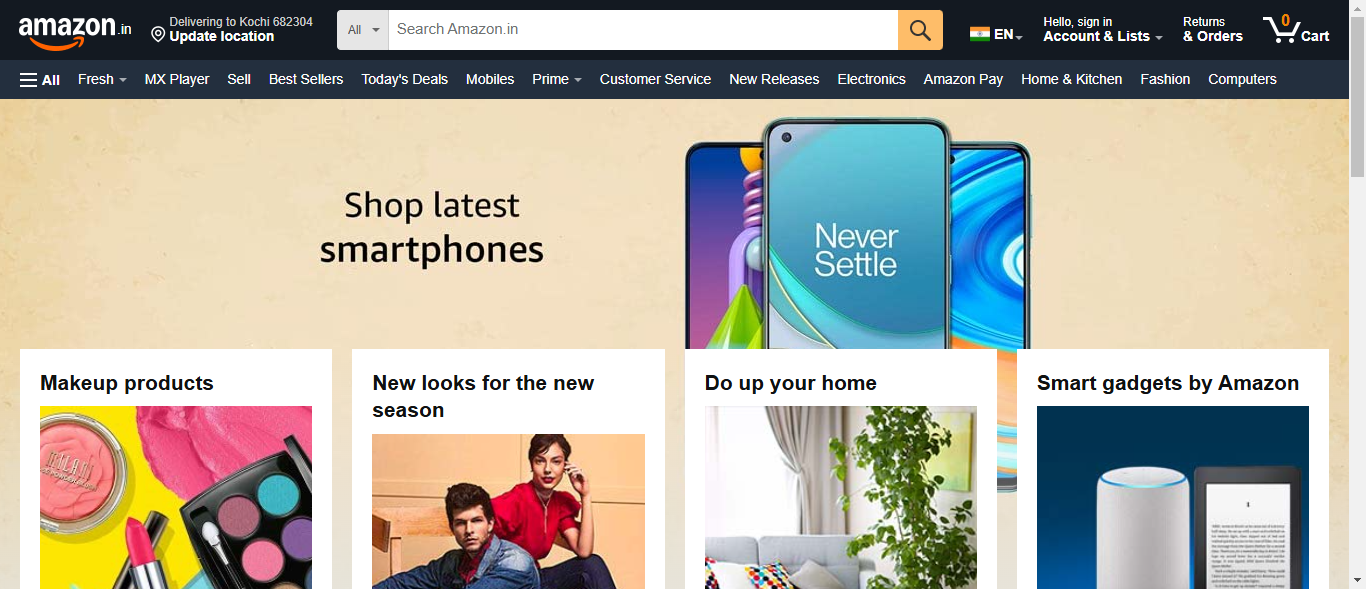 amazon.in
Delivering to Kochi 682304
Update location
All
Search Amazon.in
EN
Hello, sign in
Account & Lists
Returns
& Orders
0
Cart
All
Fresh
MX Player
Sell
Best Sellers
Today's Deals
Mobiles
Prime
Customer Service
New Releases
Electronics
Amazon Pay
Home & Kitchen
Fashion
Computers
Shop latest
smartphones
Never
Settle
Makeup products
New looks for the new
season
Do up your home
Smart gadgets by Amazon
MILANI